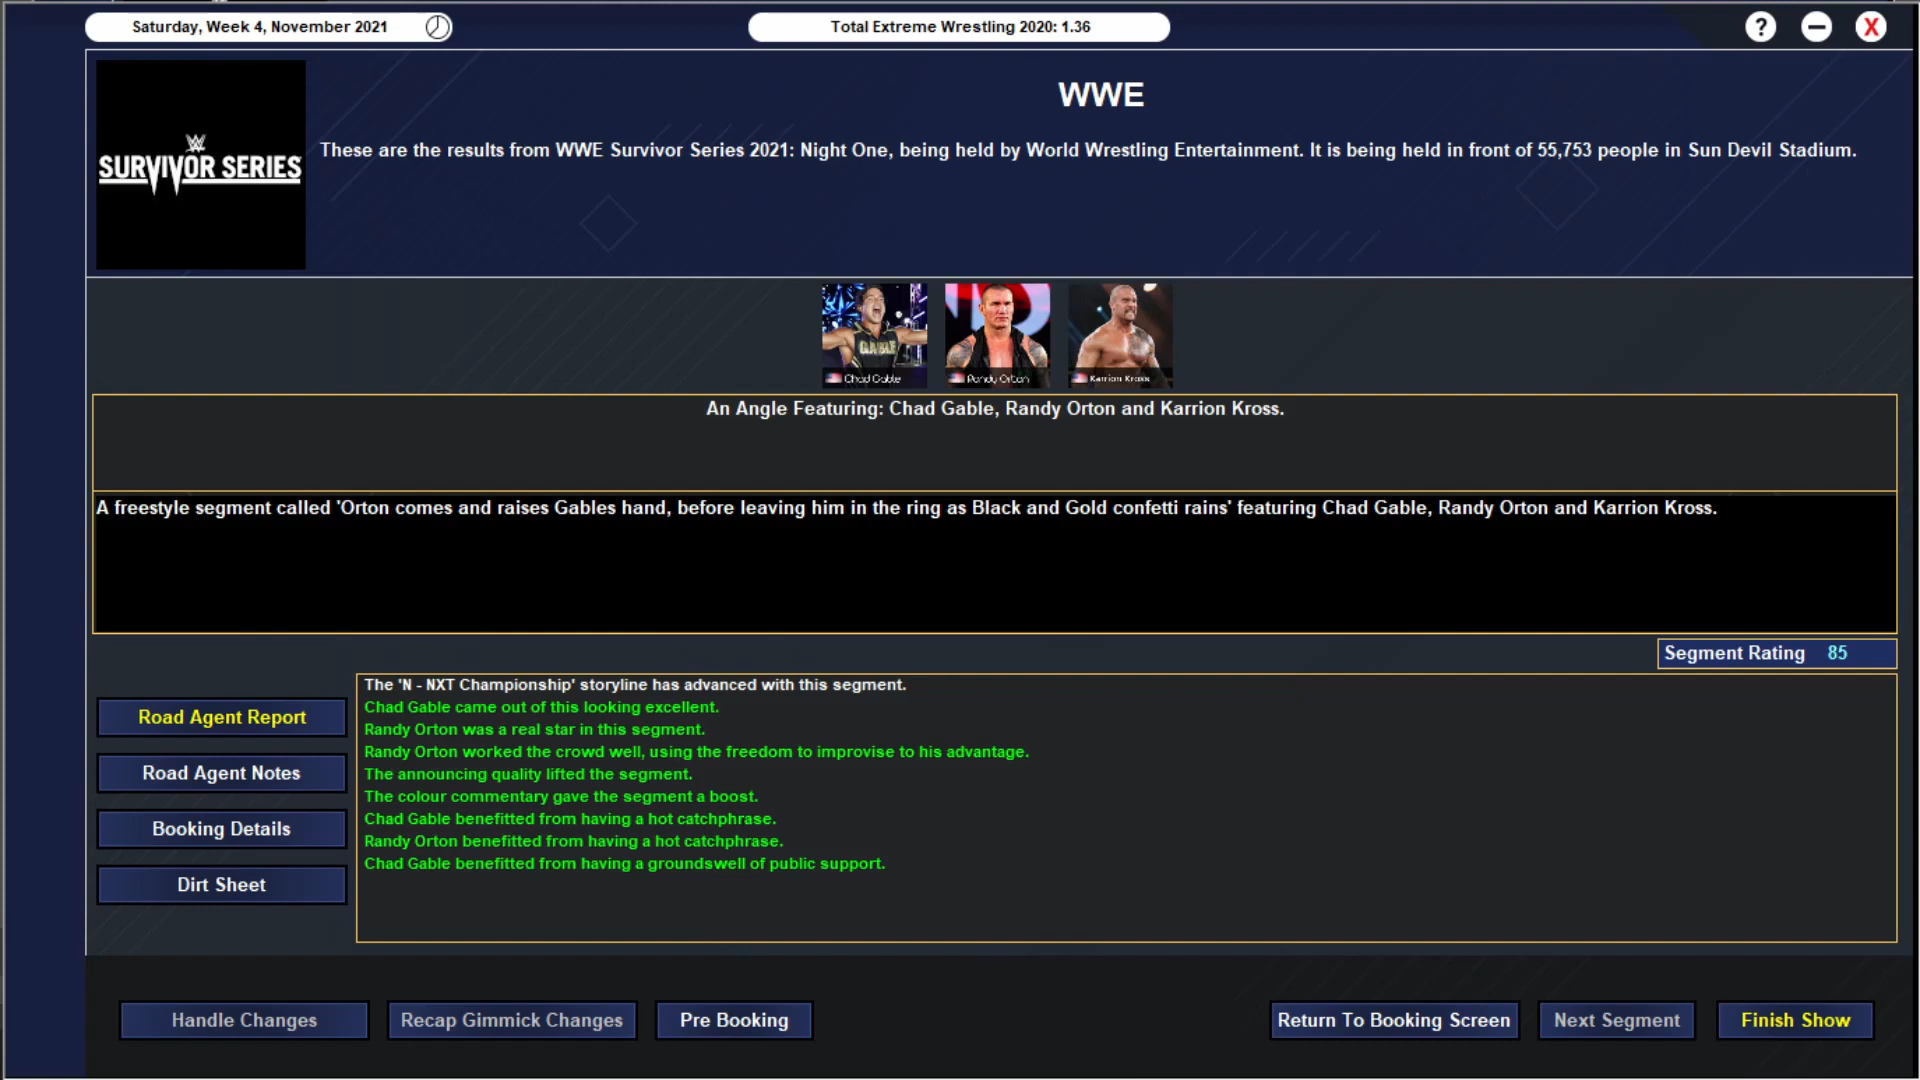 Saturday, Week 4, November 2021
Total Extreme Wrestling 2020: 1.36
?
X
WWE
W
SURVIVOR SERIES
These are the results from WWE Survivor Series 2021: Night One, being held by World Wrestling Entertainment. It is being held in front of 55,753 people in Sun Devil Stadium.
GABLE
Chad Gable
Randy Orton
Karrion Kross
An Angle Featuring: Chad Gable, Randy Orton and Karrion Kross.
A freestyle segment called 'Orton comes and raises Gables hand, before leaving him in the ring as Black and Gold confetti rains' featuring Chad Gable, Randy Orton and Karrion Kross.
Segment Rating 85
Road Agent Report
Road Agent Notes
Booking Details
Dirt Sheet
The 'N - NXT Championship' storyline has advanced with this segment.
Chad Gable came out of this looking excellent.
Randy Orton was a real star in this segment.
Randy Orton worked the crowd well, using the freedom to improvise to his advantage.
The announcing quality lifted the segment.
The colour commentary gave the segment a boost.
Chad Gable benefitted from having a hot catchphrase.
Randy Orton benefitted from having a hot catchphrase.
Chad Gable benefitted from having a groundswell of public support.
Handle Changes
Recap Gimmick Changes
Pre Booking
Return To Booking Screen
Next Segment
Finish Show